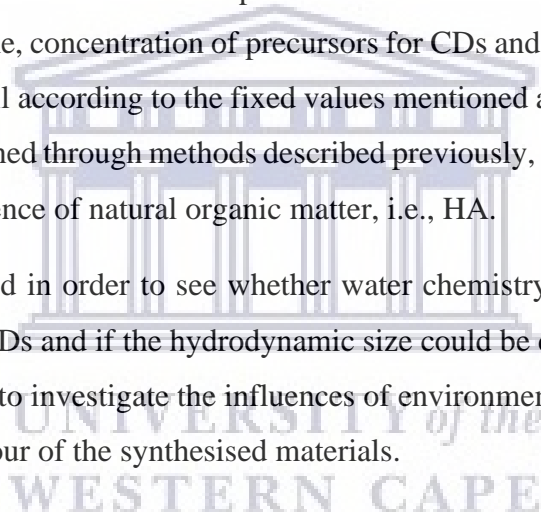 e, concentration of precursors for CDs and
l according to the fixed values mentioned a
ned through methods described previously,
ence of natural organic matter, i.e., HA.
d in order to see whether water chemistry
Ds and if the hydrodynamic size could be
to investigate the influences of environmen
UNIVERSITY of the
our of the synthesised materials.
WESTERN CAPE